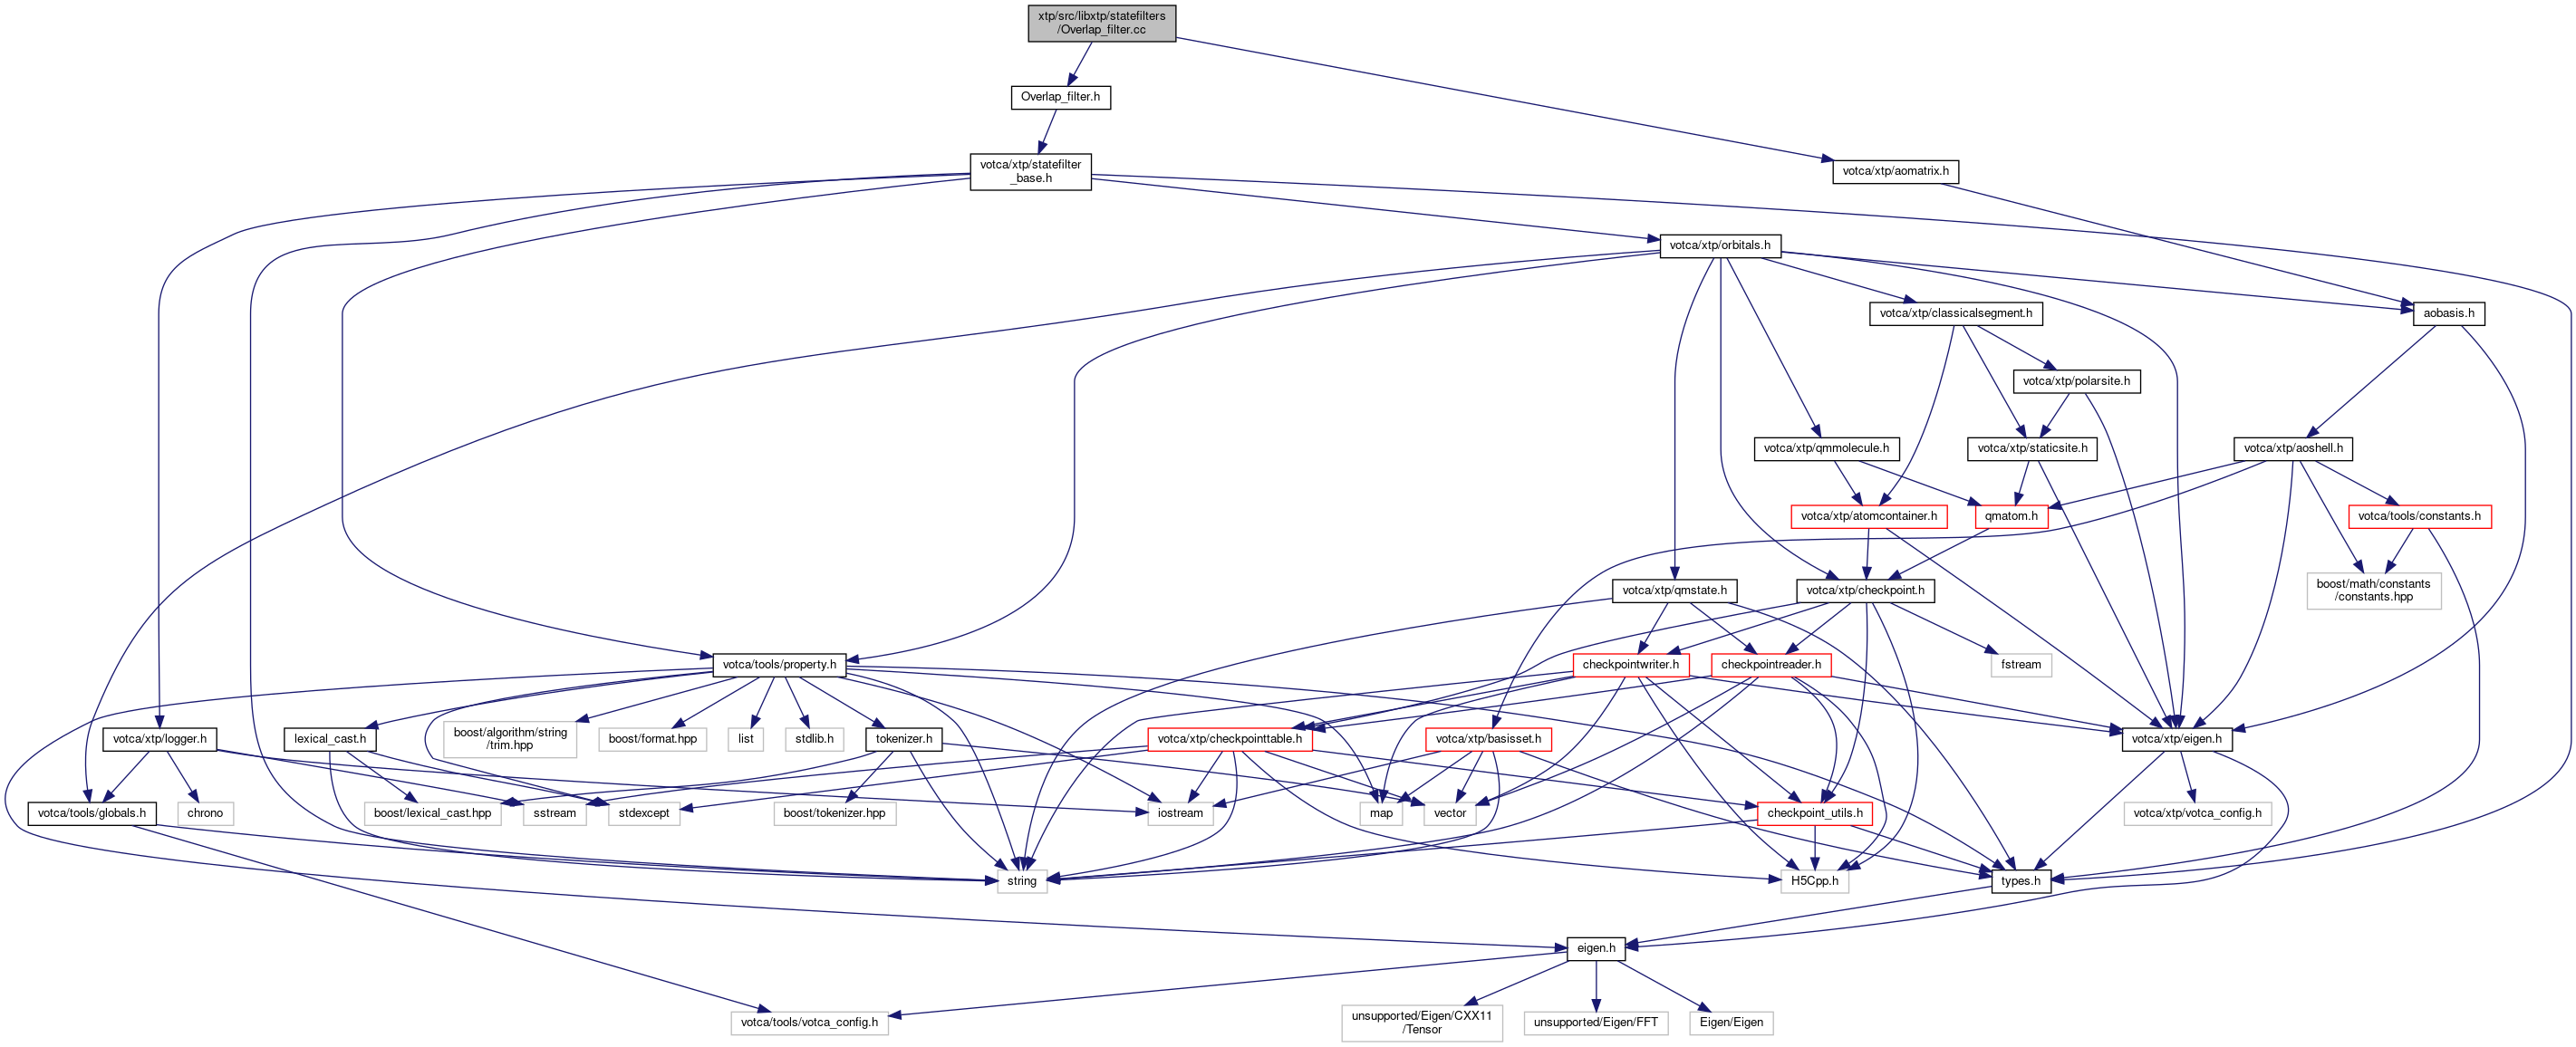 xtp/src/libxtp/statefilters
/Overlap_filter.cc
Overlap_filter.h
votca/xtp/statefilter
_base.h
votca/xtp/aomatrix.h
votca/xtp/orbitals.h
votca/xtp/classicalsegment.h
aobasis.h
votca/xtp/polarsite.h
votca/xtp/qmmolecule.h
votca/xtp/staticsite.h
votca/xtp/aoshell.h
votca/xtp/atomcontainer.h
qmatom.h
votca/tools/constants.h
votca/xtp/qmstate.h
votca/xtp/checkpoint.h
boost/math/constants
/constants.hpp
votca/tools/property.h
checkpointwriter.h
checkpointreader.h
fstream
votca/xtp/logger.h
lexical_cast.h
boost/algorithm/string
/trim.hpp
boost/format.hpp
list
stdlib.h
tokenizer.h
votca/xtp/checkpointtable.h
votca/xtp/basisset.h
votca/xtp/eigen.h
votca/tools/globals.h
chrono
boost/lexical_cast.hpp
sstream
stdexcept
boost/tokenizer.hpp
iostream
map
vector
checkpoint_utils.h
votca/xtp/votca_config.h
string
H5Cpp.h
types.h
eigen.h
votca/tools/votca_config.h
unsupported/Eigen/CXX11
/Tensor
unsupported/Eigen/FFT
Eigen/Eigen